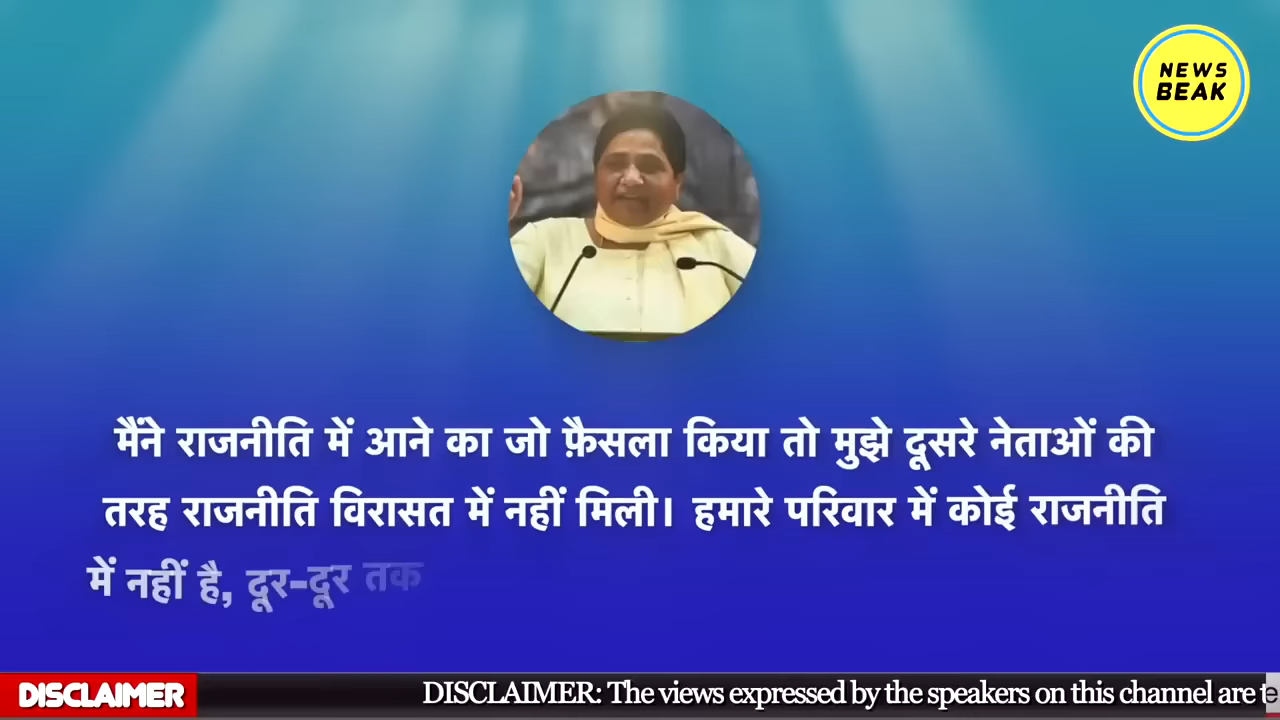 NEWS
BEAK
मैंने राजनीति में आने का जो फ़ैसला किया तो मुझे दूसरे नेताओं की
तरह राजनीति विरासत में नहीं मिली। हमारे परिवार में कोई राजनीति
में नहीं है, दूर-दूर तक
DISCLAIMER DISCLAIMER: The views expressed by the speakers on this channel are